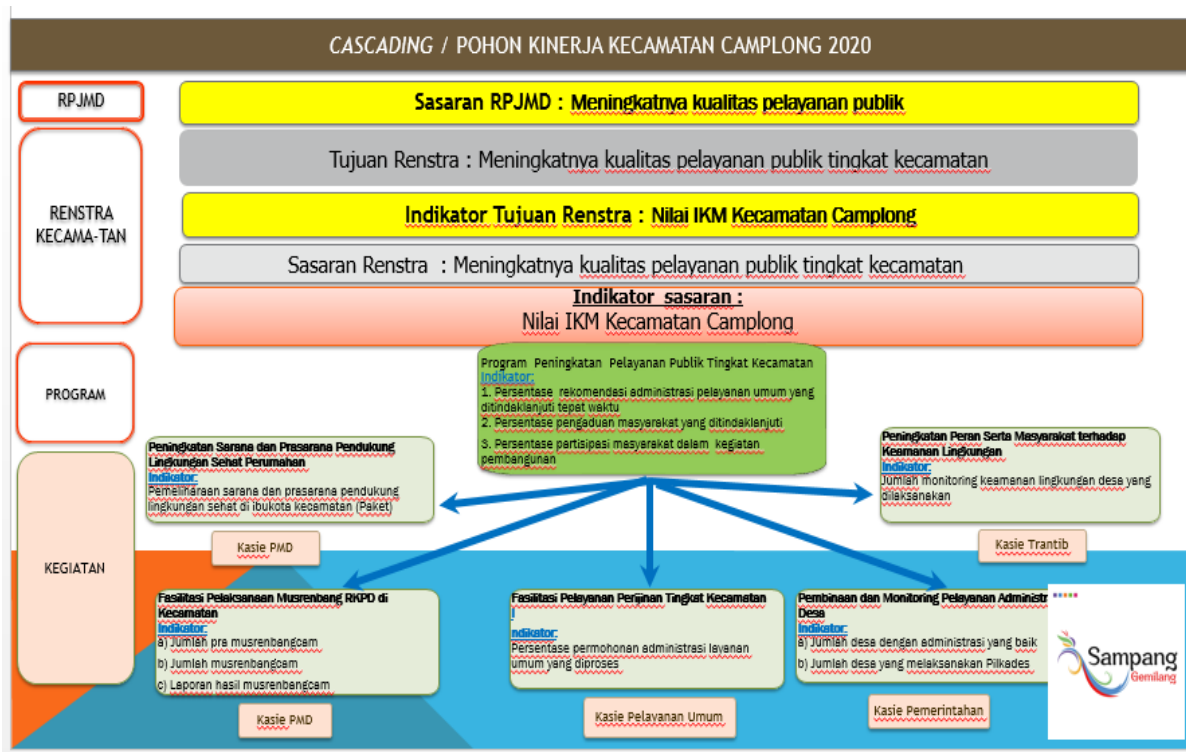 CASCADING / POHON KINERJA KECAMATAN CAMPLONG 2020
RPJMD
Sasaran RPJMD : Meningkatnya kualitas pelayanan publik
Tujuan Renstra : Meningkatnya kualitas pelayanan publik tingkat kecamatan
RENSTRA
KECAMA-TAN
Indikator Tujuan Renstra : Nilai IKM Kecamatan Camplong
Sasaran Renstra : Meningkatnya kualitas pelayanan publik tingkat kecamatan
Indikator sasaran :
Nilai IKM Kecamatan Camplong
PROGRAM
Program Peningkatan Pelayanan Publik Tingkat Kecamatan
Indikator:
1. Persentase rekomendasi administrasi pelayanan umum yang
ditindaklanjuti tepat waktu
2. Persentase pengaduan masyarakat yang ditindaklanjuti
3. Persentase partisipasi masyarakat dalam kegiatan
pembangunan
KEGIATAN
Peningkatan Sarana dan Prasarana Pendukung
Lingkungan Sehat Perumahan
Indikator:
Pemeliharaan sarana dan prasarana pendukung
lingkungan sehat di ibukota kecamatan (Paket)
Kasie PMD
Peningkatan Peran Serta Masyarakat terhadap
Keamanan Lingkungan
Indikator:
Jumlah monitoring keamanan lingkungan desa yang
dilaksanakan
Kasie Trantib
Fasilitasi Pelaksanaan Musrenbang RKPD di
Kecamatan
Indikator:
a) Jumlah pra musrenbangcam
b) Jumlah musrenbangcam
c) Laporan hasil musrenbangcam
Kasie PMD
Fasilitasi Pelayanan Perijinan Tingkat Kecamatan
I
ndikator:
Persentase permohonan administrasi layanan
umum yang diproses
Kasie Pelayanan Umum
Pembinaan dan Monitoring Pelayanan Administr
Desa
Indikator:
a) Jumlah desa dengan administrasi yang baik
b) Jumlah desa yang melaksanakan Pilkades
Kasie Pemerintahan
Sampang
Gemilang